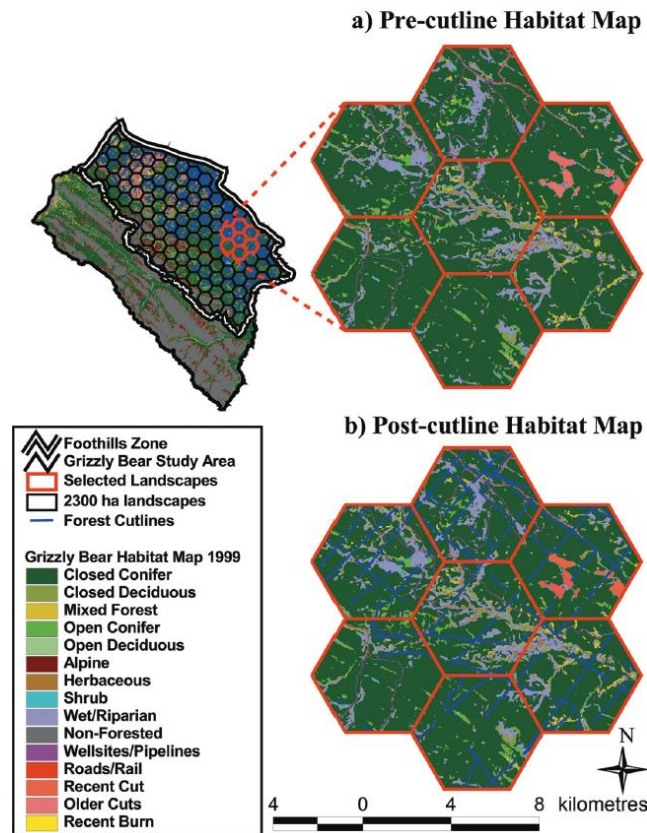 a) Pre-cutline Habitat Map
b) Post-cutline Habitat Map
Foothills Zone
Grizzly Bear Study Area
Selected Landscapes
2300 ha landscapes
Forest Cutlines
Grizzly Bear Habitat Map 1999
Closed Conifer
Closed Deciduous
Mixed Forest
Open Conifer
Open Deciduous
Alpine
Herbaceous
Shrub
Wet/Riparian
Non-Forested
Wellsites/Pipelines
Roads/Rail
Recent Cut
Older Cuts
Recent Burn
N
4 0 4 8 kilometres